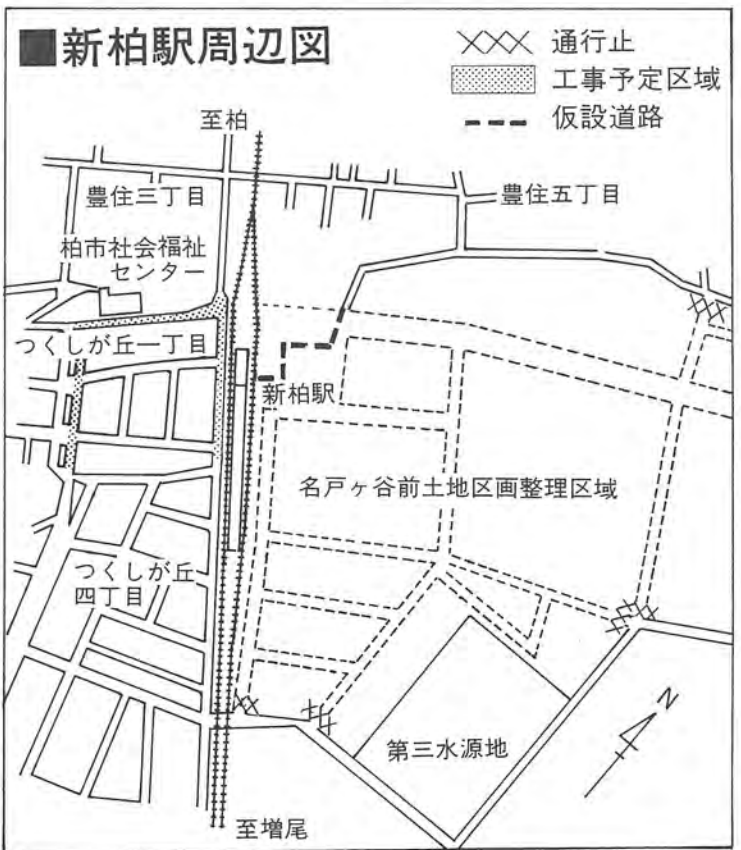 ■新柏駅周辺図
通行止
工事予定区域
仮設道路
至柏
豊住三丁目
豊住五丁目
柏市社会福祉
センター
つくしが丘一丁目
新柏駅
名戸ヶ谷前土地区画整理区域
つくしが丘
四丁目
第三水源地
N
至増尾